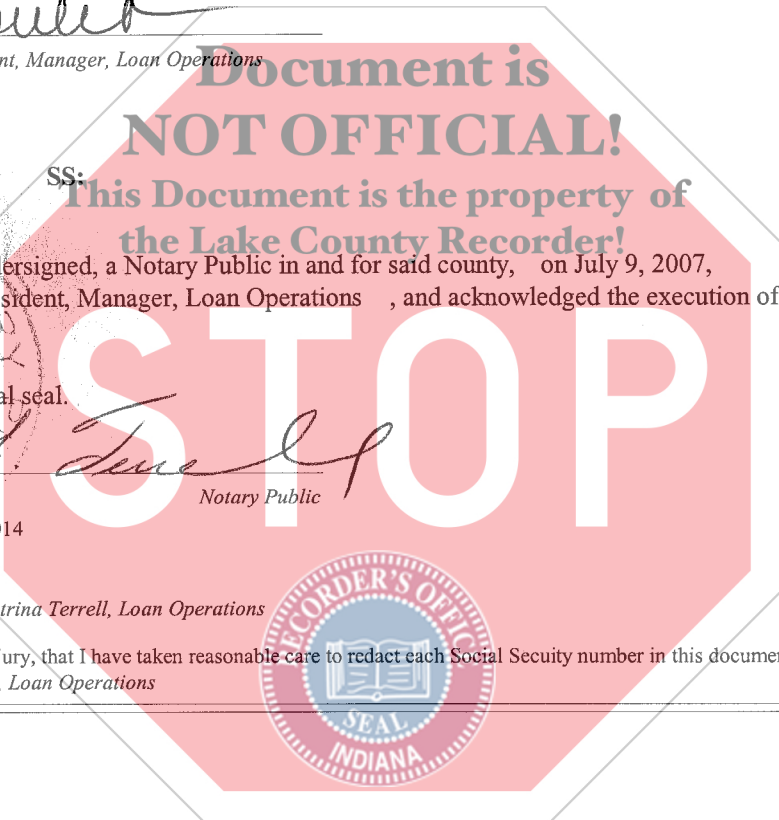 nt, Manager, Loan Operations
Document is
NOT OFFICIAL!
SS:
This Document is the property of
the Lake County Recorder!
dersigned, a Notary Public in and for said county, on July 9, 2007,
sident, Manager, Loan Operations , and acknowledged the execution of
STOP
al seal.
Notary Public
014
trina Terrell, Loan Operations
RECORDER'S OFFICE
jury, that I have taken reasonable care to redact each Social Secuity number in this documen
, Loan Operations
SEAL
INDIANA